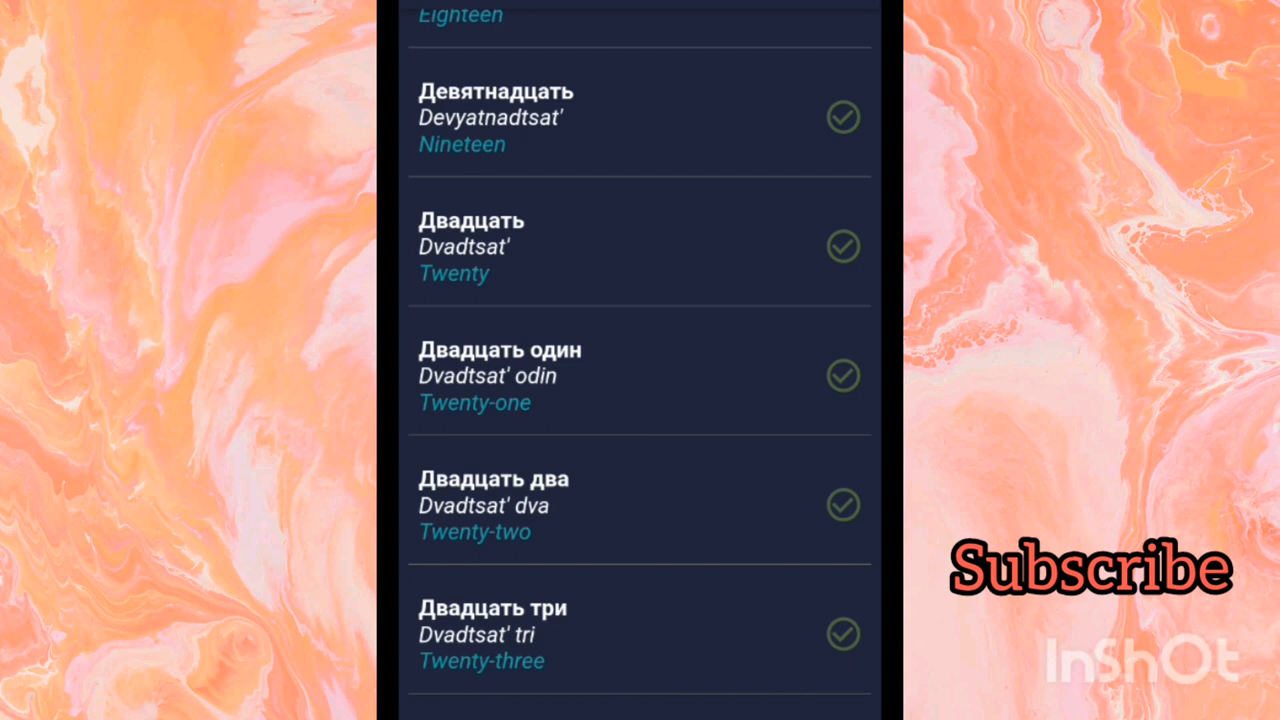 Eighteen
Девятнадцать
Devyatnadtsat'
Nineteen
Двадцать
Dvadtsat'
Twenty
Двадцать один
Dvadtsat' odin
Twenty-one
Двадцать два
Dvadtsat' dva
Twenty-two
Двадцать три
Dvadtsat' tri
Twenty-three
Subscribe
InShOt